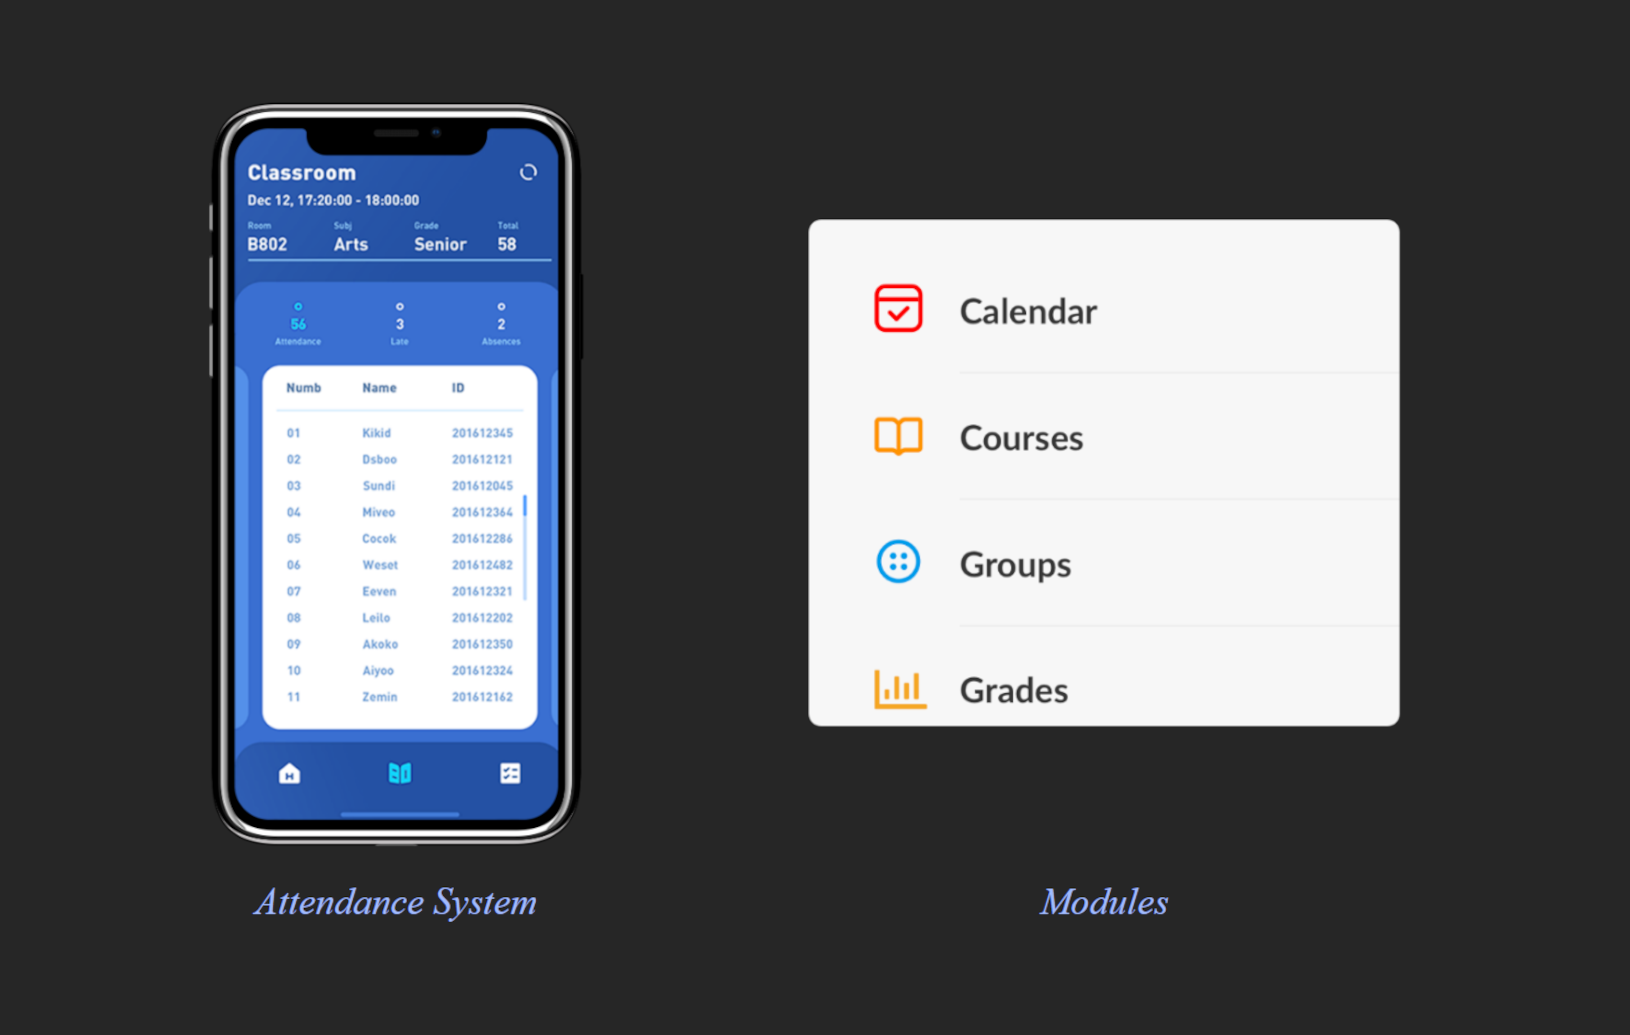 Classroom
Dec 12, 17:20:00 - 18:00:00
Room Subj Grade Total
B802 Arts Senior 58
56 3 2
Attendance Late Absences
Numb Name ID
01 Kikid 201612345
02 Dsboo 201612121
03 Sundi 201612045
04 Miveo 201612364
05 Cocok 201612286
06 Weset 201612482
07 Eeven 201612321
08 Leilo 201612202
09 Akoko 201612350
10 Aiyoo 201612324
11 Zemin 201612162
Attendance System
Calendar
Courses
Groups
Grades
Modules